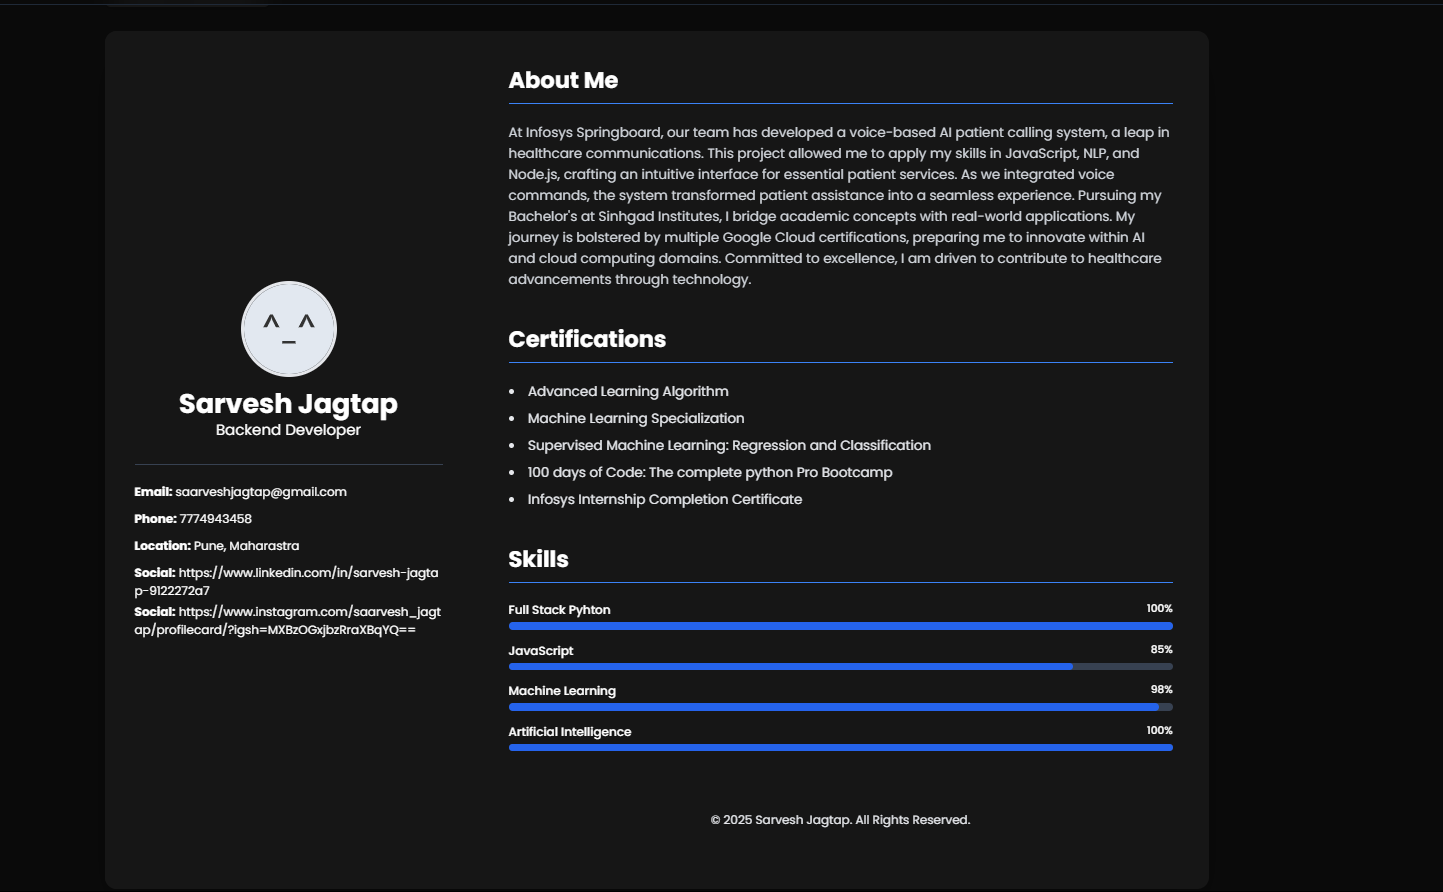 ^_^
Sarvesh Jagtap
Backend Developer
Email: saarveshjagtap@gmail.com
Phone: 7774943458
Location: Pune, Maharastra
Social: https://www.linkedin.com/in/sarvesh-jagta
p-9122272a7
Social: https://www.instagram.com/saarvesh_jagt
ap/profilecard/?igsh=MXBzOGxjbzRraXBqYQ==
About Me
At Infosys Springboard, our team has developed a voice-based AI patient calling system, a leap in
healthcare communications. This project allowed me to apply my skills in JavaScript, NLP, and
Node.js, crafting an intuitive interface for essential patient services. As we integrated voice
commands, the system transformed patient assistance into a seamless experience. Pursuing my
Bachelor's at Sinhgad Institutes, I bridge academic concepts with real-world applications. My
journey is bolstered by multiple Google Cloud certifications, preparing me to innovate within AI
and cloud computing domains. Committed to excellence, I am driven to contribute to healthcare
advancements through technology.
Certifications
• Advanced Learning Algorithm
• Machine Learning Specialization
• Supervised Machine Learning: Regression and Classification
• 100 days of Code: The complete python Pro Bootcamp
• Infosys Internship Completion Certificate
Skills
Full Stack Pyhton 100%
JavaScript 85%
Machine Learning 98%
Artificial Intelligence 100%
© 2025 Sarvesh Jagtap. All Rights Reserved.